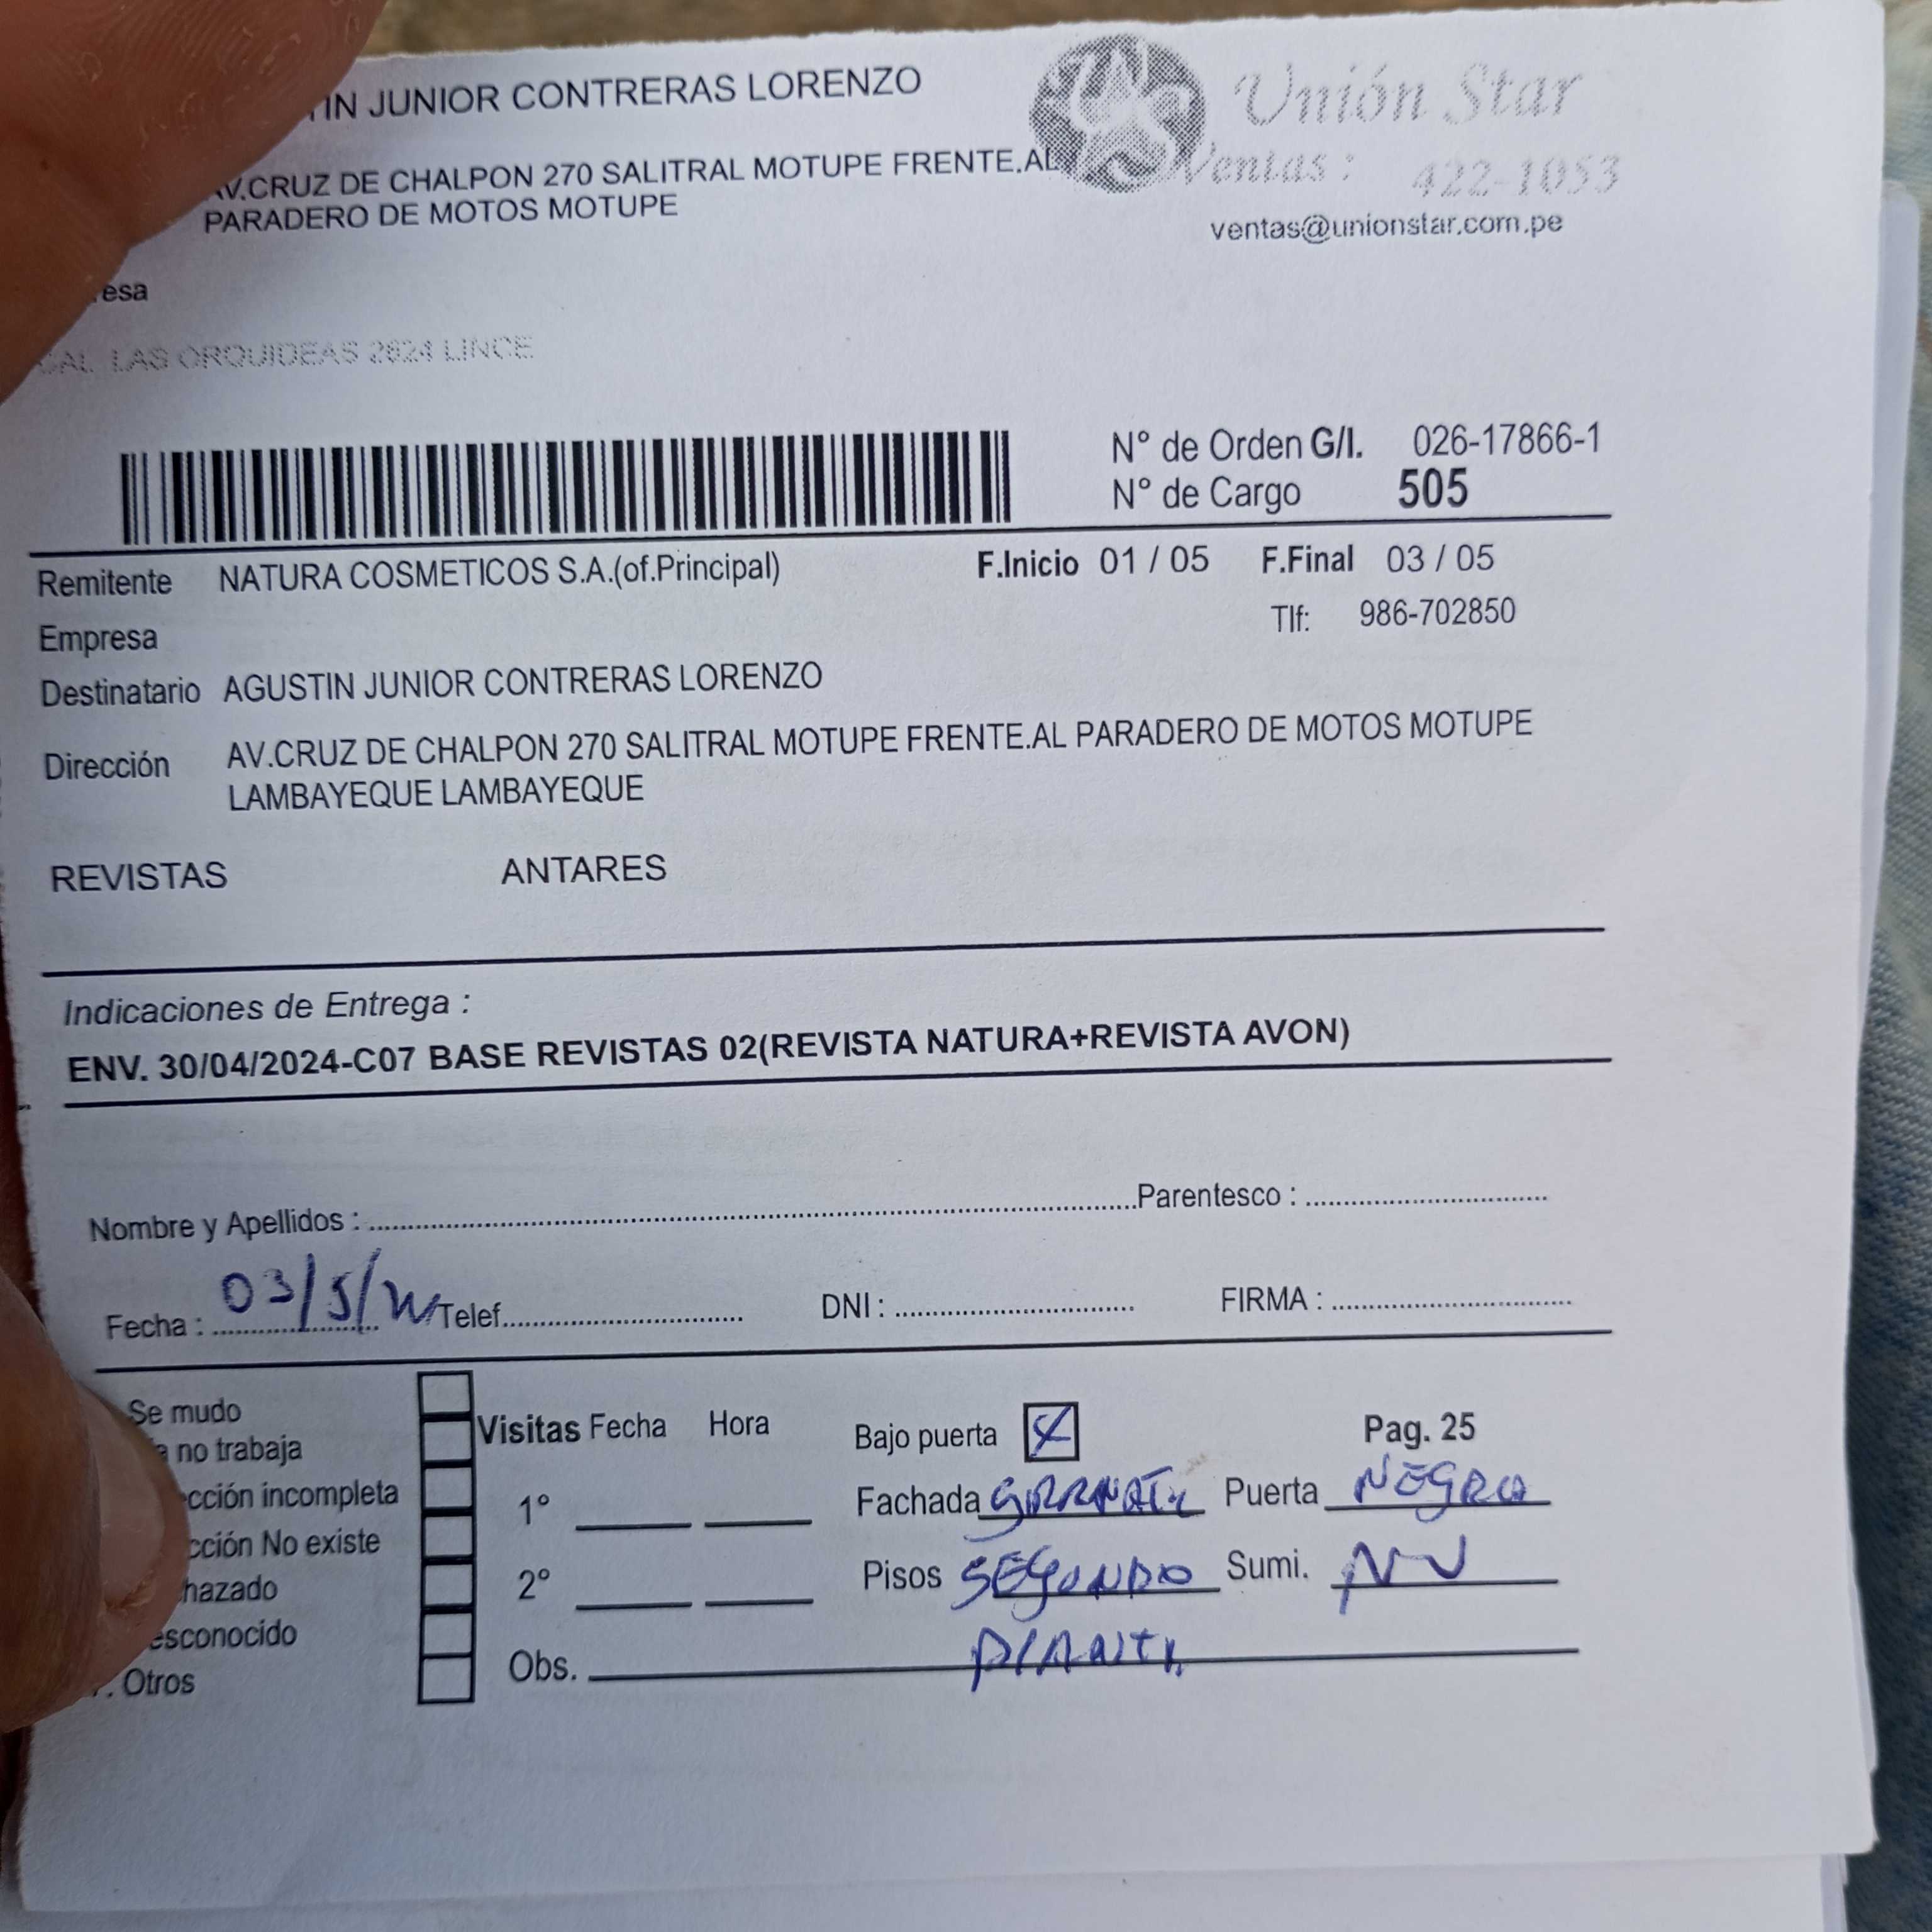 TIN JUNIOR CONTRERAS LORENZO
Unión Star
AV.CRUZ DE CHALPON 270 SALITRAL MOTUPE FRENTE.AL
PARADERO DE MOTOS MOTUPE
Ventas : 422-1053
ventas@unionstar.com.pe
esa
CAL LAS ORQUIDEAS 2624 LINCE
N° de Orden G/I. 026-17866-1
N° de Cargo 505
Remitente NATURA COSMETICOS S.A.(of.Principal) F.Inicio 01 / 05 F.Final 03 / 05
Empresa Tlf: 986-702850
Destinatario AGUSTIN JUNIOR CONTRERAS LORENZO
Dirección AV.CRUZ DE CHALPON 270 SALITRAL MOTUPE FRENTE.AL PARADERO DE MOTOS MOTUPE
LAMBAYEQUE LAMBAYEQUE
REVISTAS ANTARES
Indicaciones de Entrega :
ENV. 30/04/2024-C07 BASE REVISTAS 02(REVISTA NATURA+REVISTA AVON)
Nombre y Apellidos : Parentesco :
Fecha : 03/5/ Telef. DNI : FIRMA :
Se mudo
no trabaja
cción incompleta
cción No existe
hazado
esconocido
. Otros
Visitas Fecha Hora
1°
2°
Obs.
Bajo puerta Pag. 25
Fachada Puerta NEGRO
Pisos SEGUNDO Sumi.